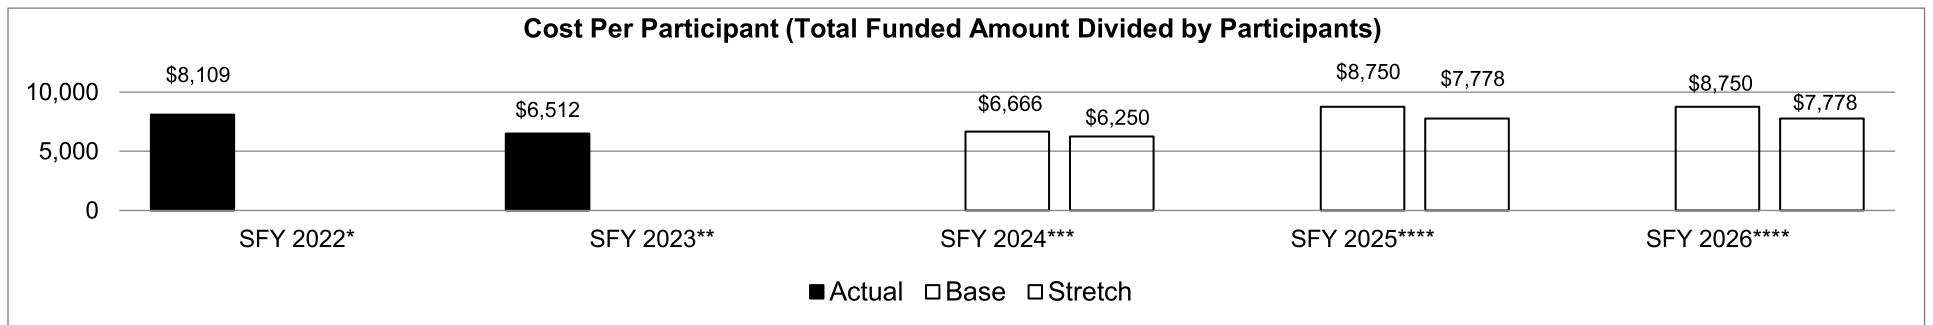 Cost Per Participant (Total Funded Amount Divided by Participants)
$8,109
$6,512
$6,666
$6,250
$8,750
$7,778
$8,750
$7,778
10,000
5,000
0
SFY 2022*
SFY 2023**
SFY 2024***
SFY 2025****
SFY 2026****
Actual
Base
Stretch